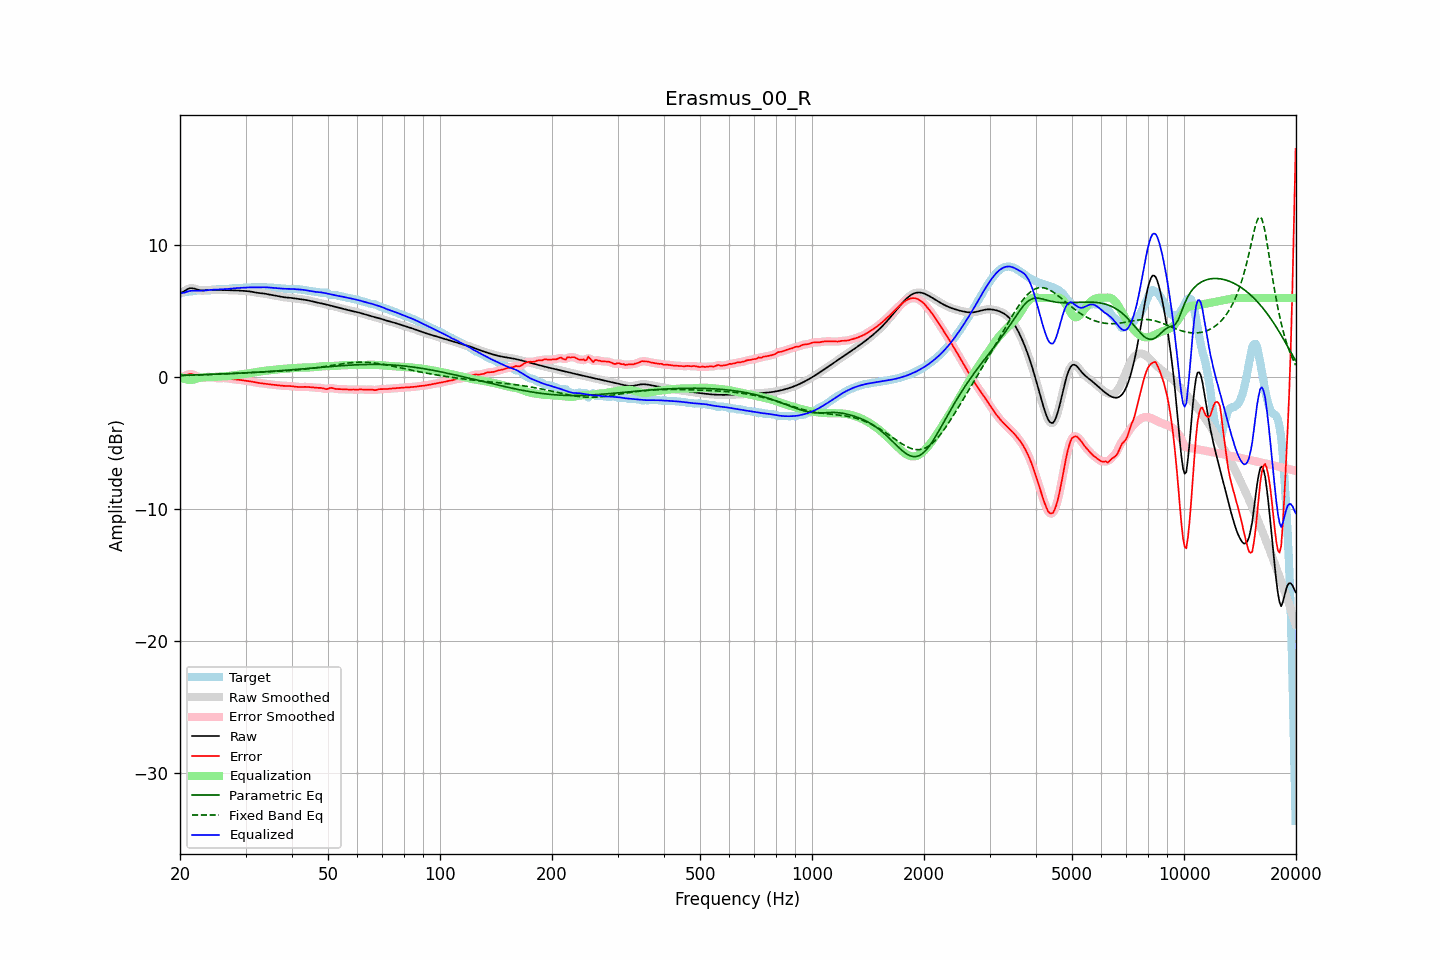 Erasmus_00_R
Amplitude (dBr)
10
0
−10
−20
−30
Target
Raw Smoothed
Error Smoothed
Raw
Error
Equalization
Parametric Eq
Fixed Band Eq
Equalized
20 50 100 200 500 1000 2000 5000 10000 20000
Frequency (Hz)